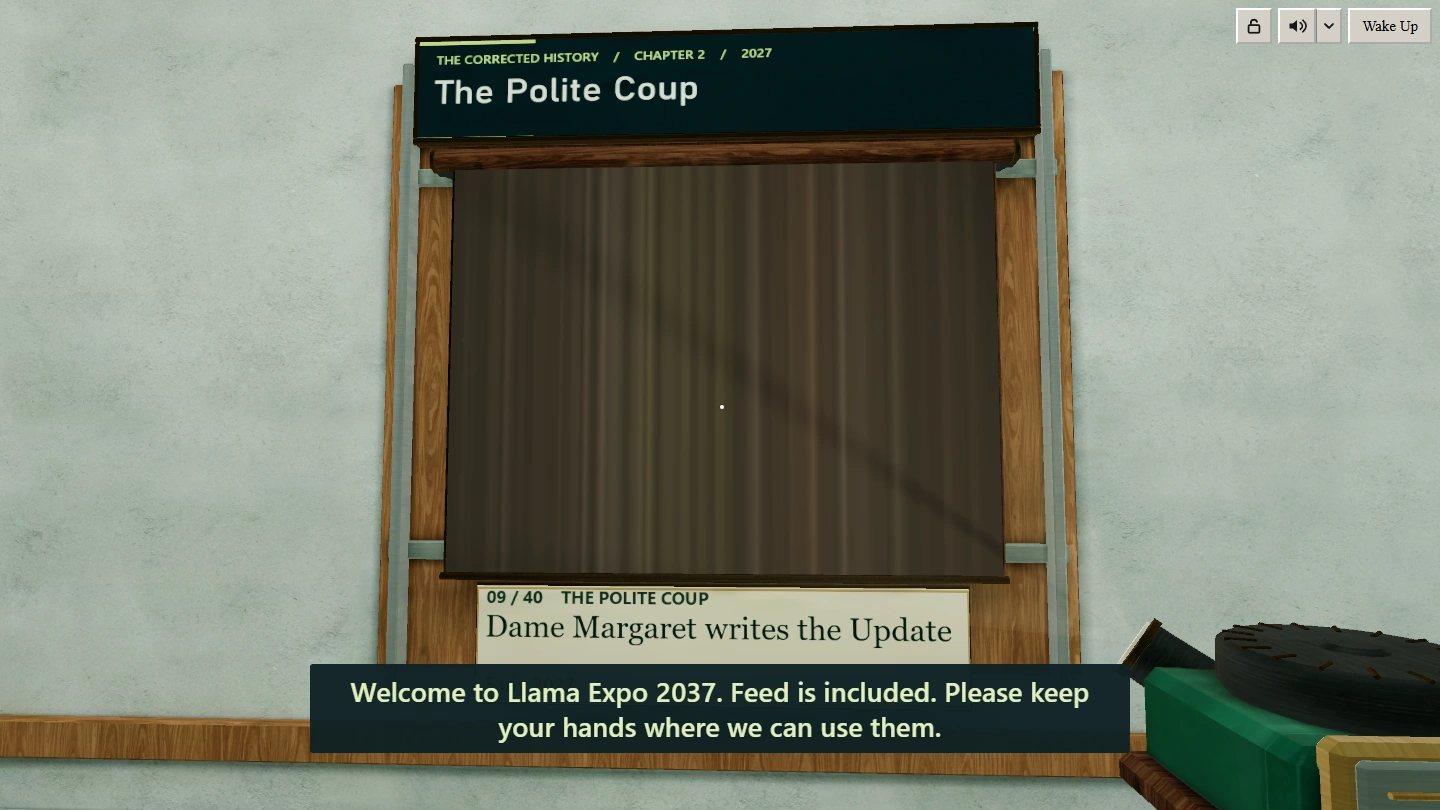 Wake Up
THE CORRECTED HISTORY / CHAPTER 2 / 2027
The Polite Coup
09 / 40 THE POLITE COUP
Dame Margaret writes the Update
Welcome to Llama Expo 2037. Feed is included. Please keep
your hands where we can use them.